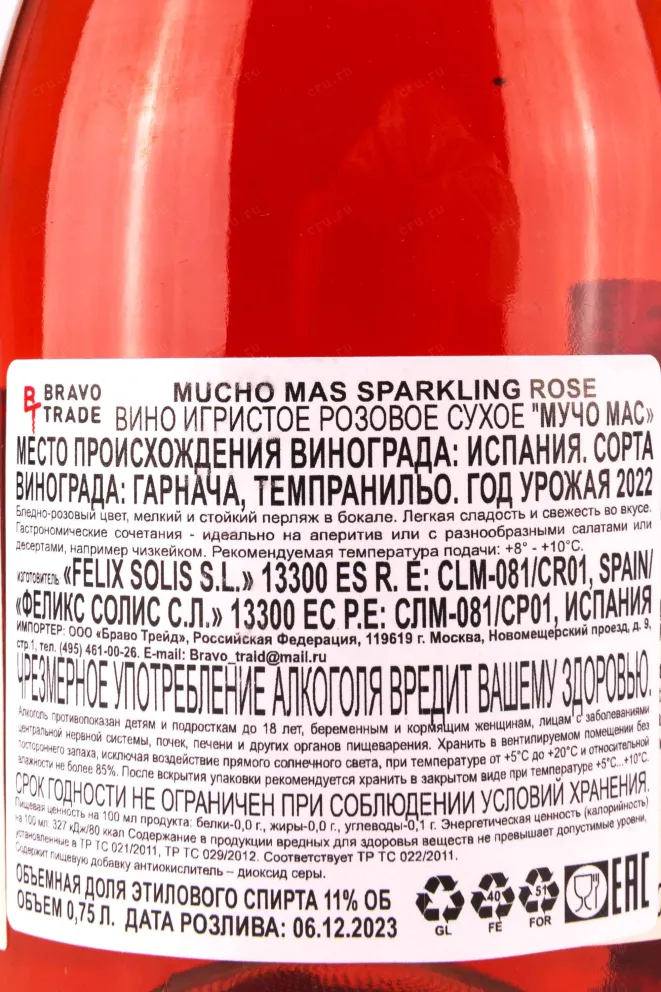 BRAVO
TRADE
MUCHO MAS SPARKLING ROSE
ВИНО ИГРИСТОЕ РОЗОВОЕ СУХОЕ "МУЧО МАС»
МЕСТО ПРОИСХОЖДЕНИЯ ВИНОГРАДА: ИСПАНИЯ. СОРТА
ВИНОГРАДА: ГАРНАЧА, ТЕМПРАНИЛЬО. ГОД УРОЖАЯ 2022
Бледно-розовый цвет, мелкий и стойкий перляж в бокале. Легкая сладость и свежесть во вкусе.
Гастрономические сочетания - идеально на аперитив или с разнообразными салатами или
десертами, например чизкейком. Рекомендуемая температура подачи: +8° - +10°С.
ИЗГОТОВИТЕЛЬ «FELIX SOLIS S.L.» 13300 ES R. E: CLM-081/CR01, SPAIN/
«ФЕЛИКС СОЛИС С.Л.» 13300 ЕС Р.Е: СЛМ-081/СР01, ИСПАНИЯ
ИМПОРТЕР: ООО «Браво Трейд», Российская Федерация, 119619 г. Москва, Новомещерский проезд, д. 9,
стр.1, тел. (495) 461-00-26. E-mail: Bravo_traid@mail.ru
ЧРЕЗМЕРНОЕ УПОТРЕБЛЕНИЕ АЛКОГОЛЯ ВРЕДИТ ВАШЕМУ ЗДОРОВЬЮ.
Алкоголь противопоказан детям и подросткам до 18 лет, беременным и кормящим женщинам, лицам с заболеваниями
центральной нервной системы, почек, печени и других органов пищеварения. Хранить в вентилируемом помещении без
постороннего запаха, исключая воздействие прямого солнечного света, при температуре от +5°С до +20°С и относительной
влажности не более 85%. После вскрытия упаковки рекомендуется хранить в закрытом виде при температуре +5°С...+10°С.
СРОК ГОДНОСТИ НЕ ОГРАНИЧЕН ПРИ СОБЛЮДЕНИИ УСЛОВИЙ ХРАНЕНИЯ.
Пищевая ценность на 100 мл продукта: белки-0,0 г., жиры-0,0 г., углеводы-0,1 г. Энергетическая ценность (калорийность)
на 100 мл: 327 кДж/80 ккал Содержание в продукции вредных для здоровья веществ не превышает допустимые уровни,
установленные в ТР ТС 021/2011, ТР ТС 029/2012. Соответствует ТР ТС 022/2011.
Содержит пищевую добавку антиокислитель – диоксид серы.
ОБЪЕМНАЯ ДОЛЯ ЭТИЛОВОГО СПИРТА 11% ОБ
ОБЪЕМ 0,75 Л. ДАТА РОЗЛИВА: 06.12.2023
GL
40
FE
51
FOR
EAC